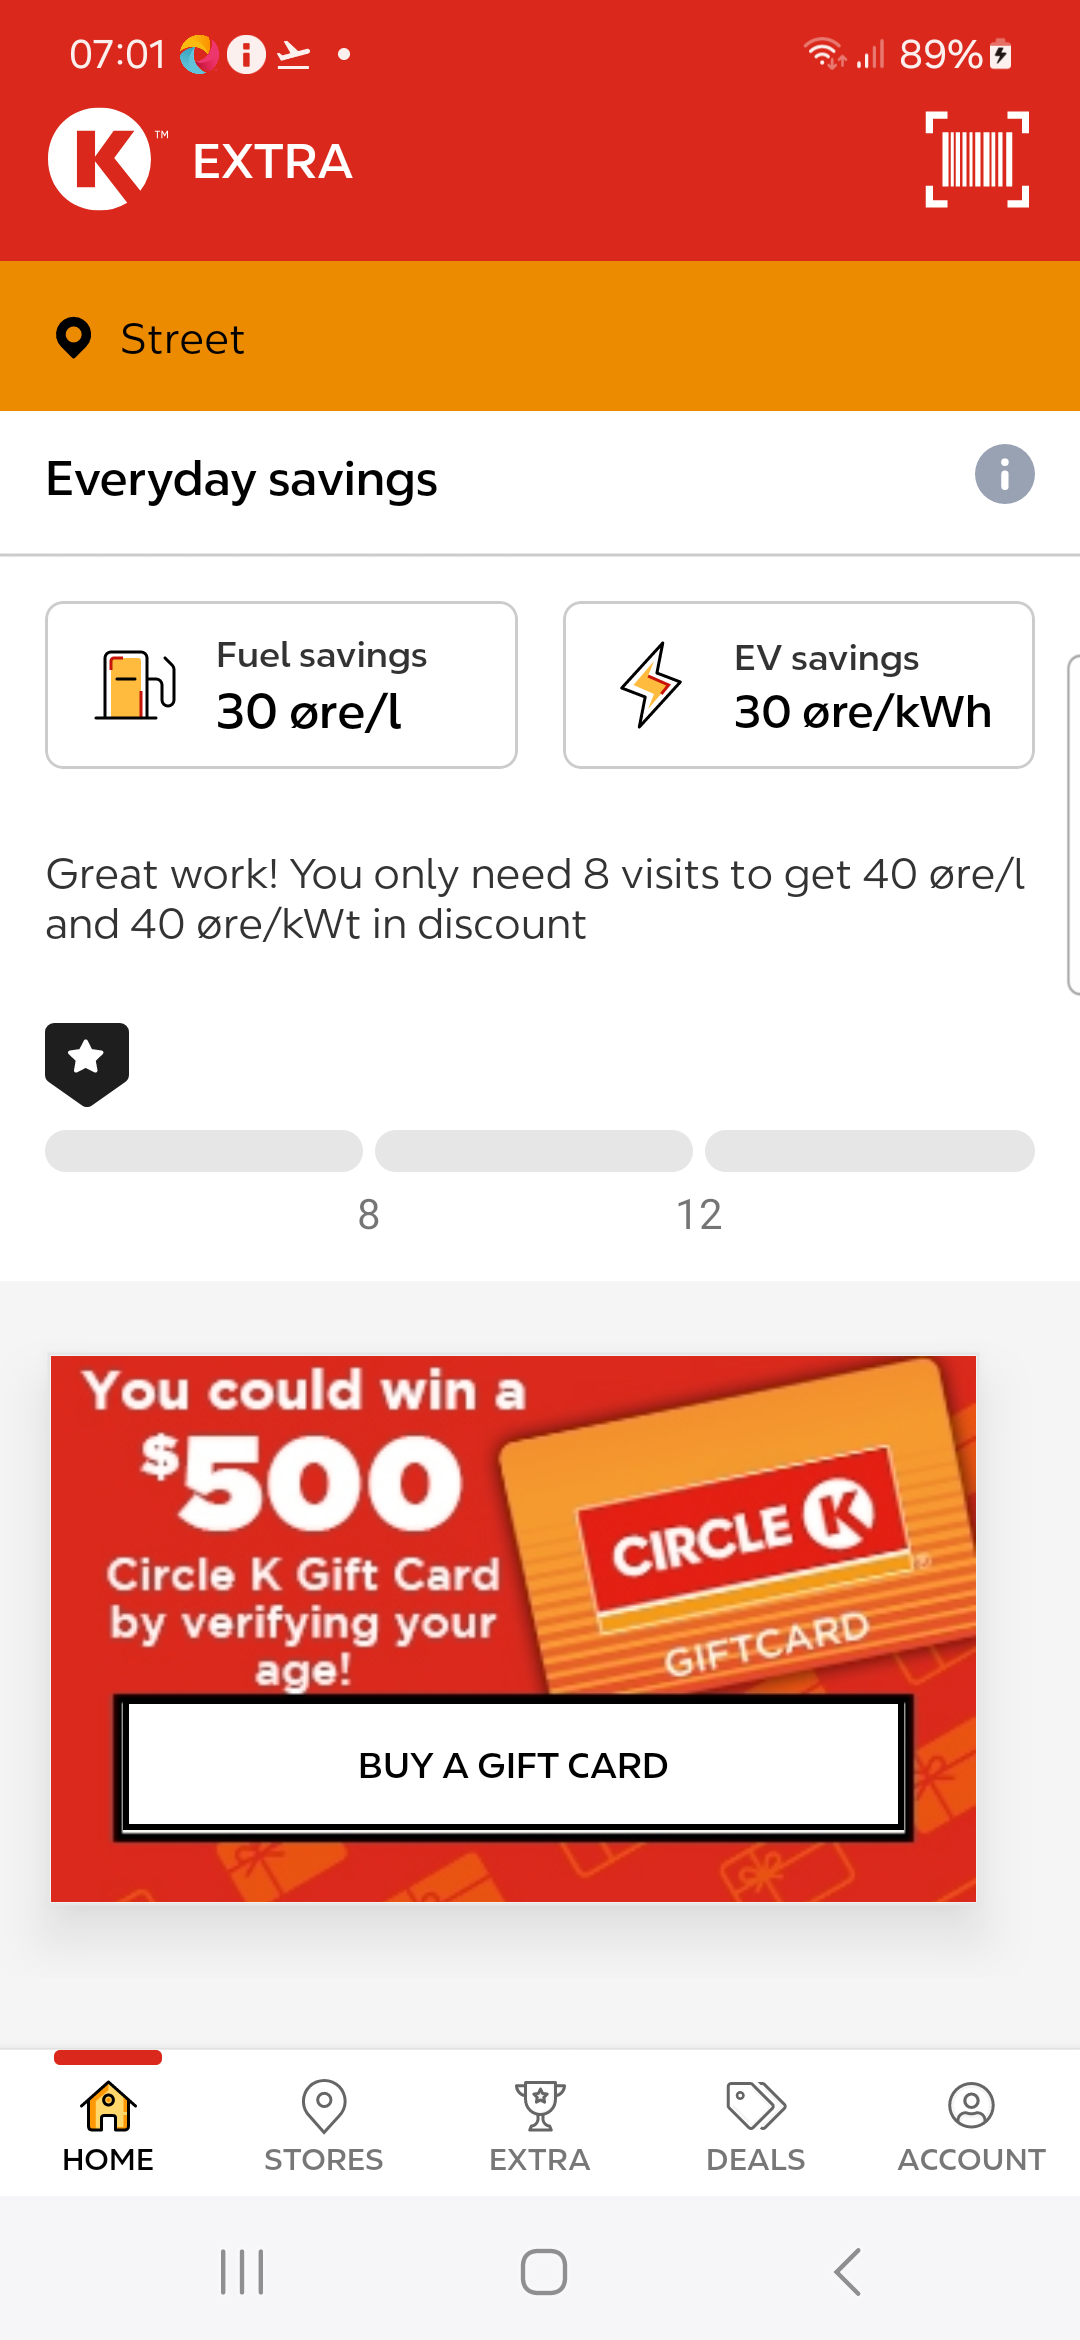 07:01
89%
K™ EXTRA
Street
Everyday savings
Fuel savings
30 øre/l
EV savings
30 øre/kWh
Great work! You only need 8 visits to get 40 øre/l
and 40 øre/kWt in discount
8
12
You could win a
$500
Circle K Gift Card
by verifying your
age!
CIRCLE K
GIFTCARD
BUY A GIFT CARD
HOME
STORES
EXTRA
DEALS
ACCOUNT